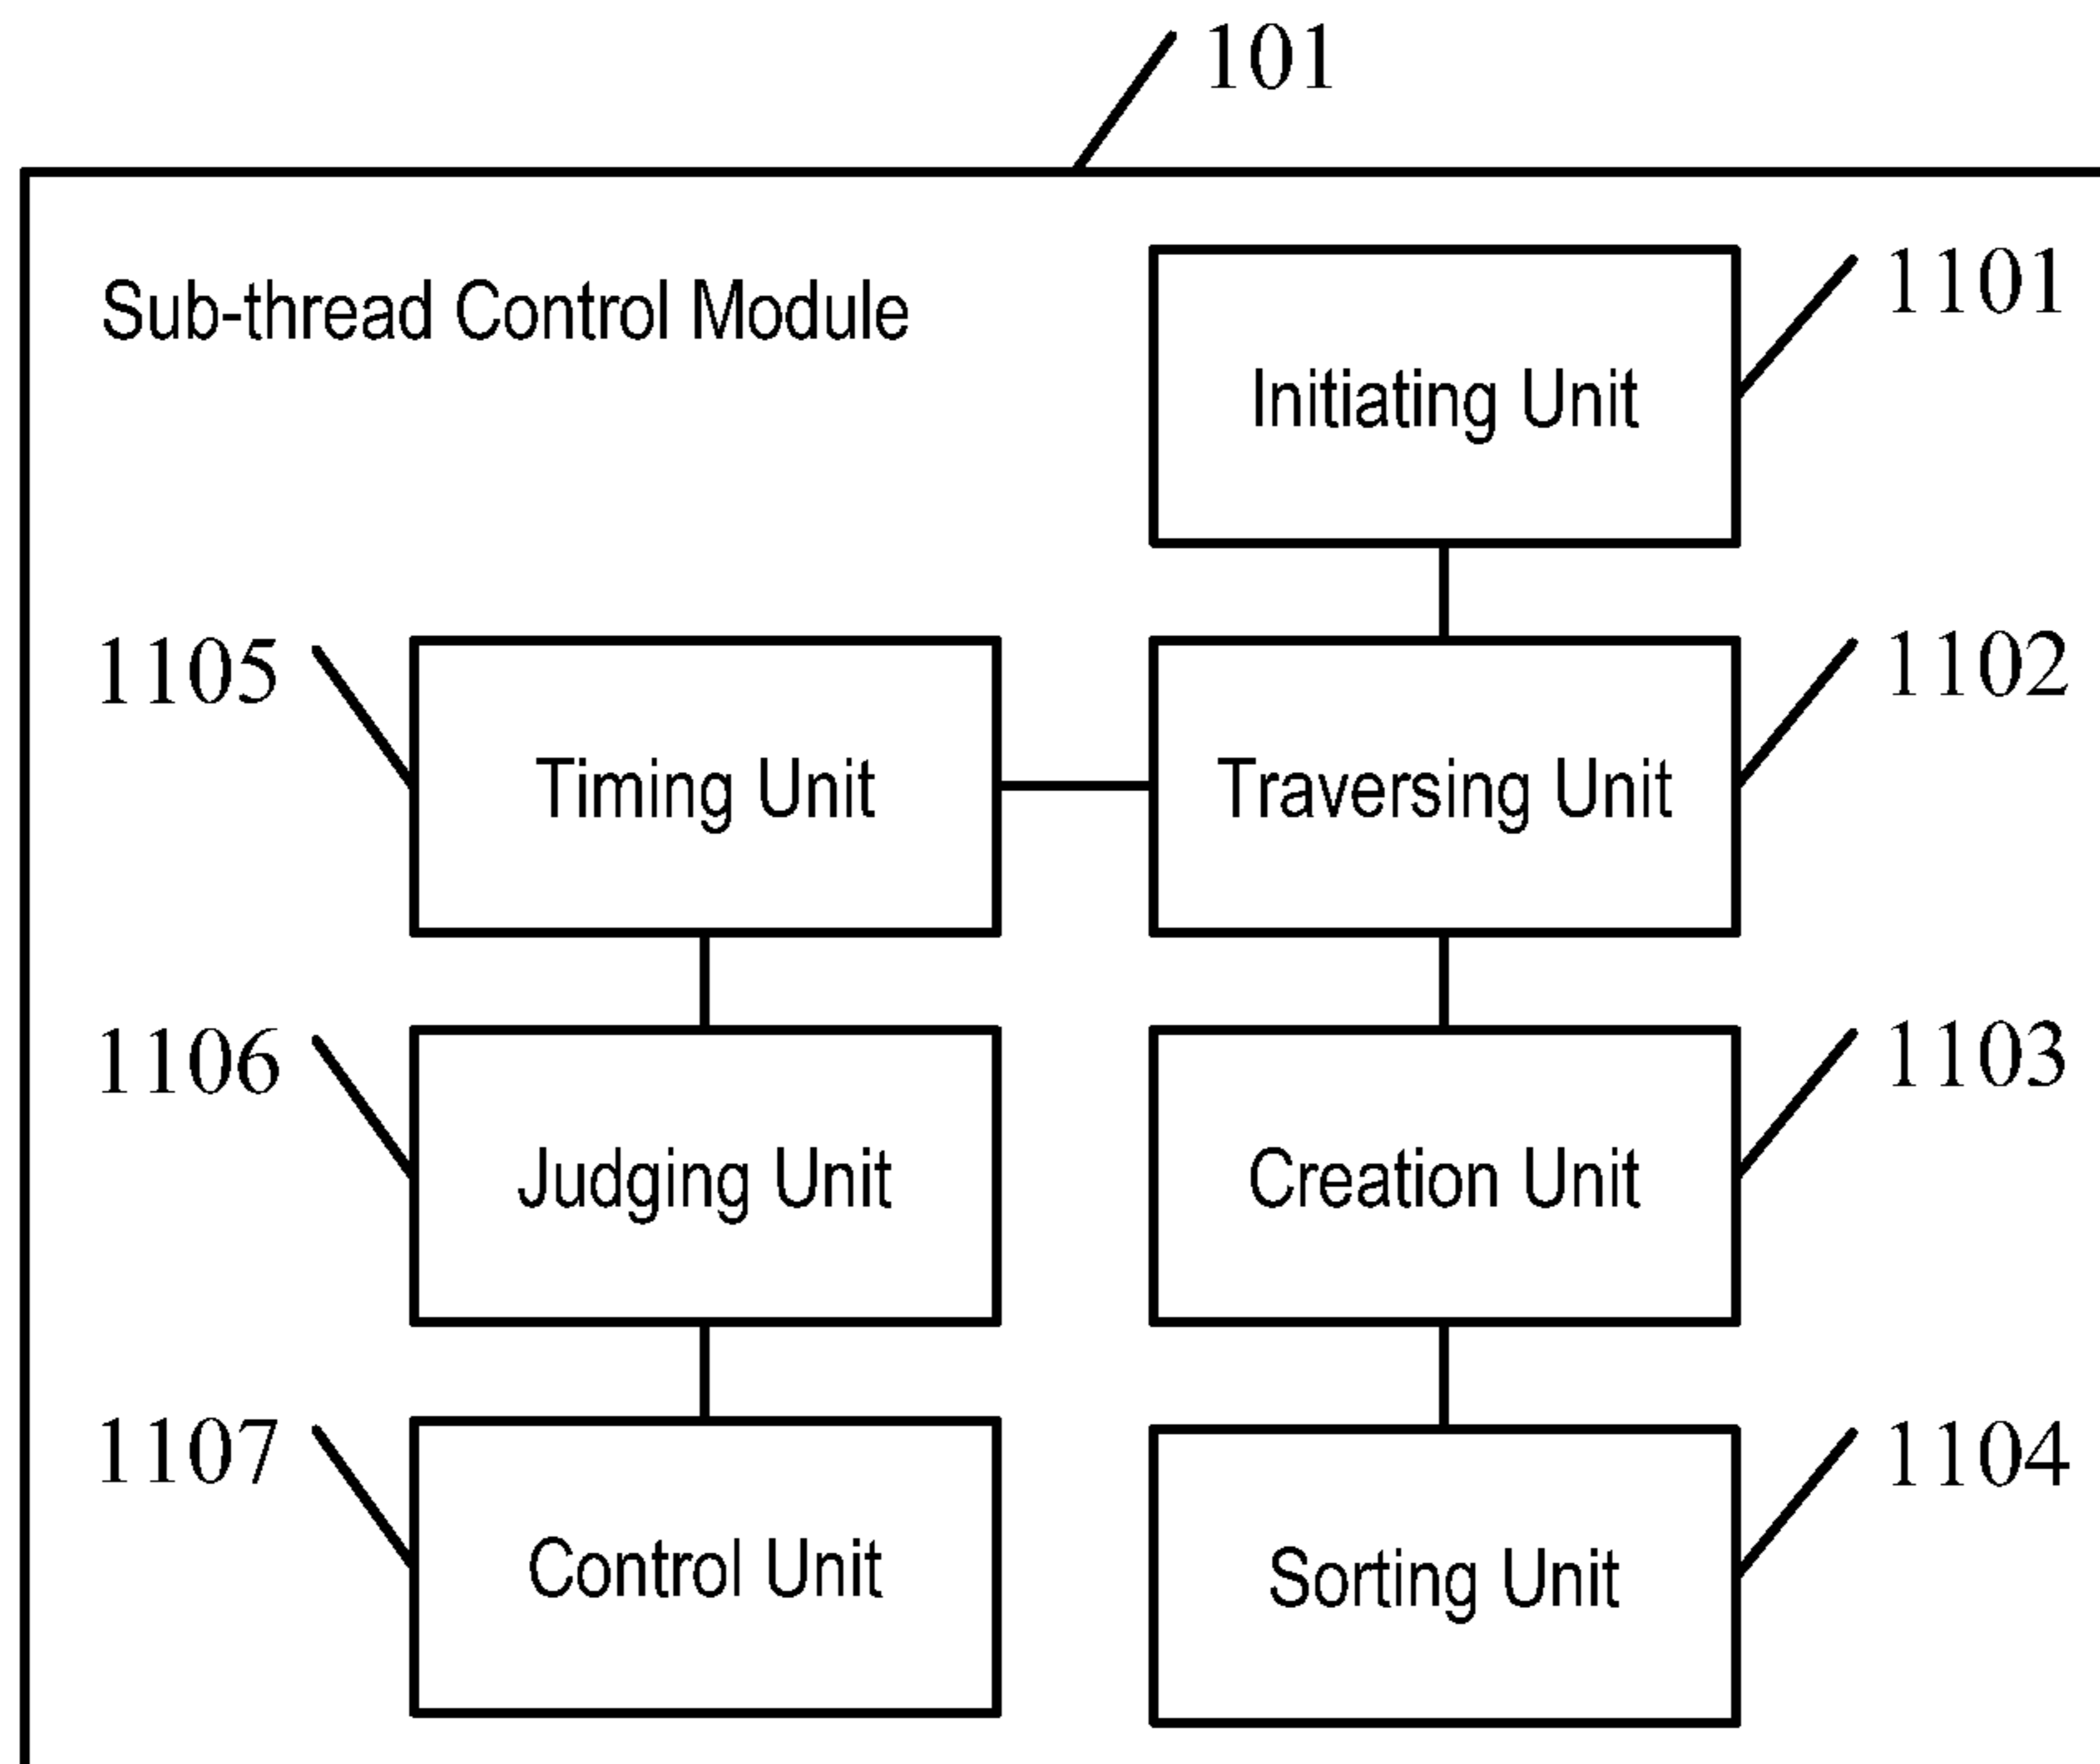 101
Sub-thread Control Module
Initiating Unit
1101
1105
Timing Unit
Traversing Unit
1102
1106
Judging Unit
Creation Unit
1103
1107
Control Unit
Sorting Unit
1104